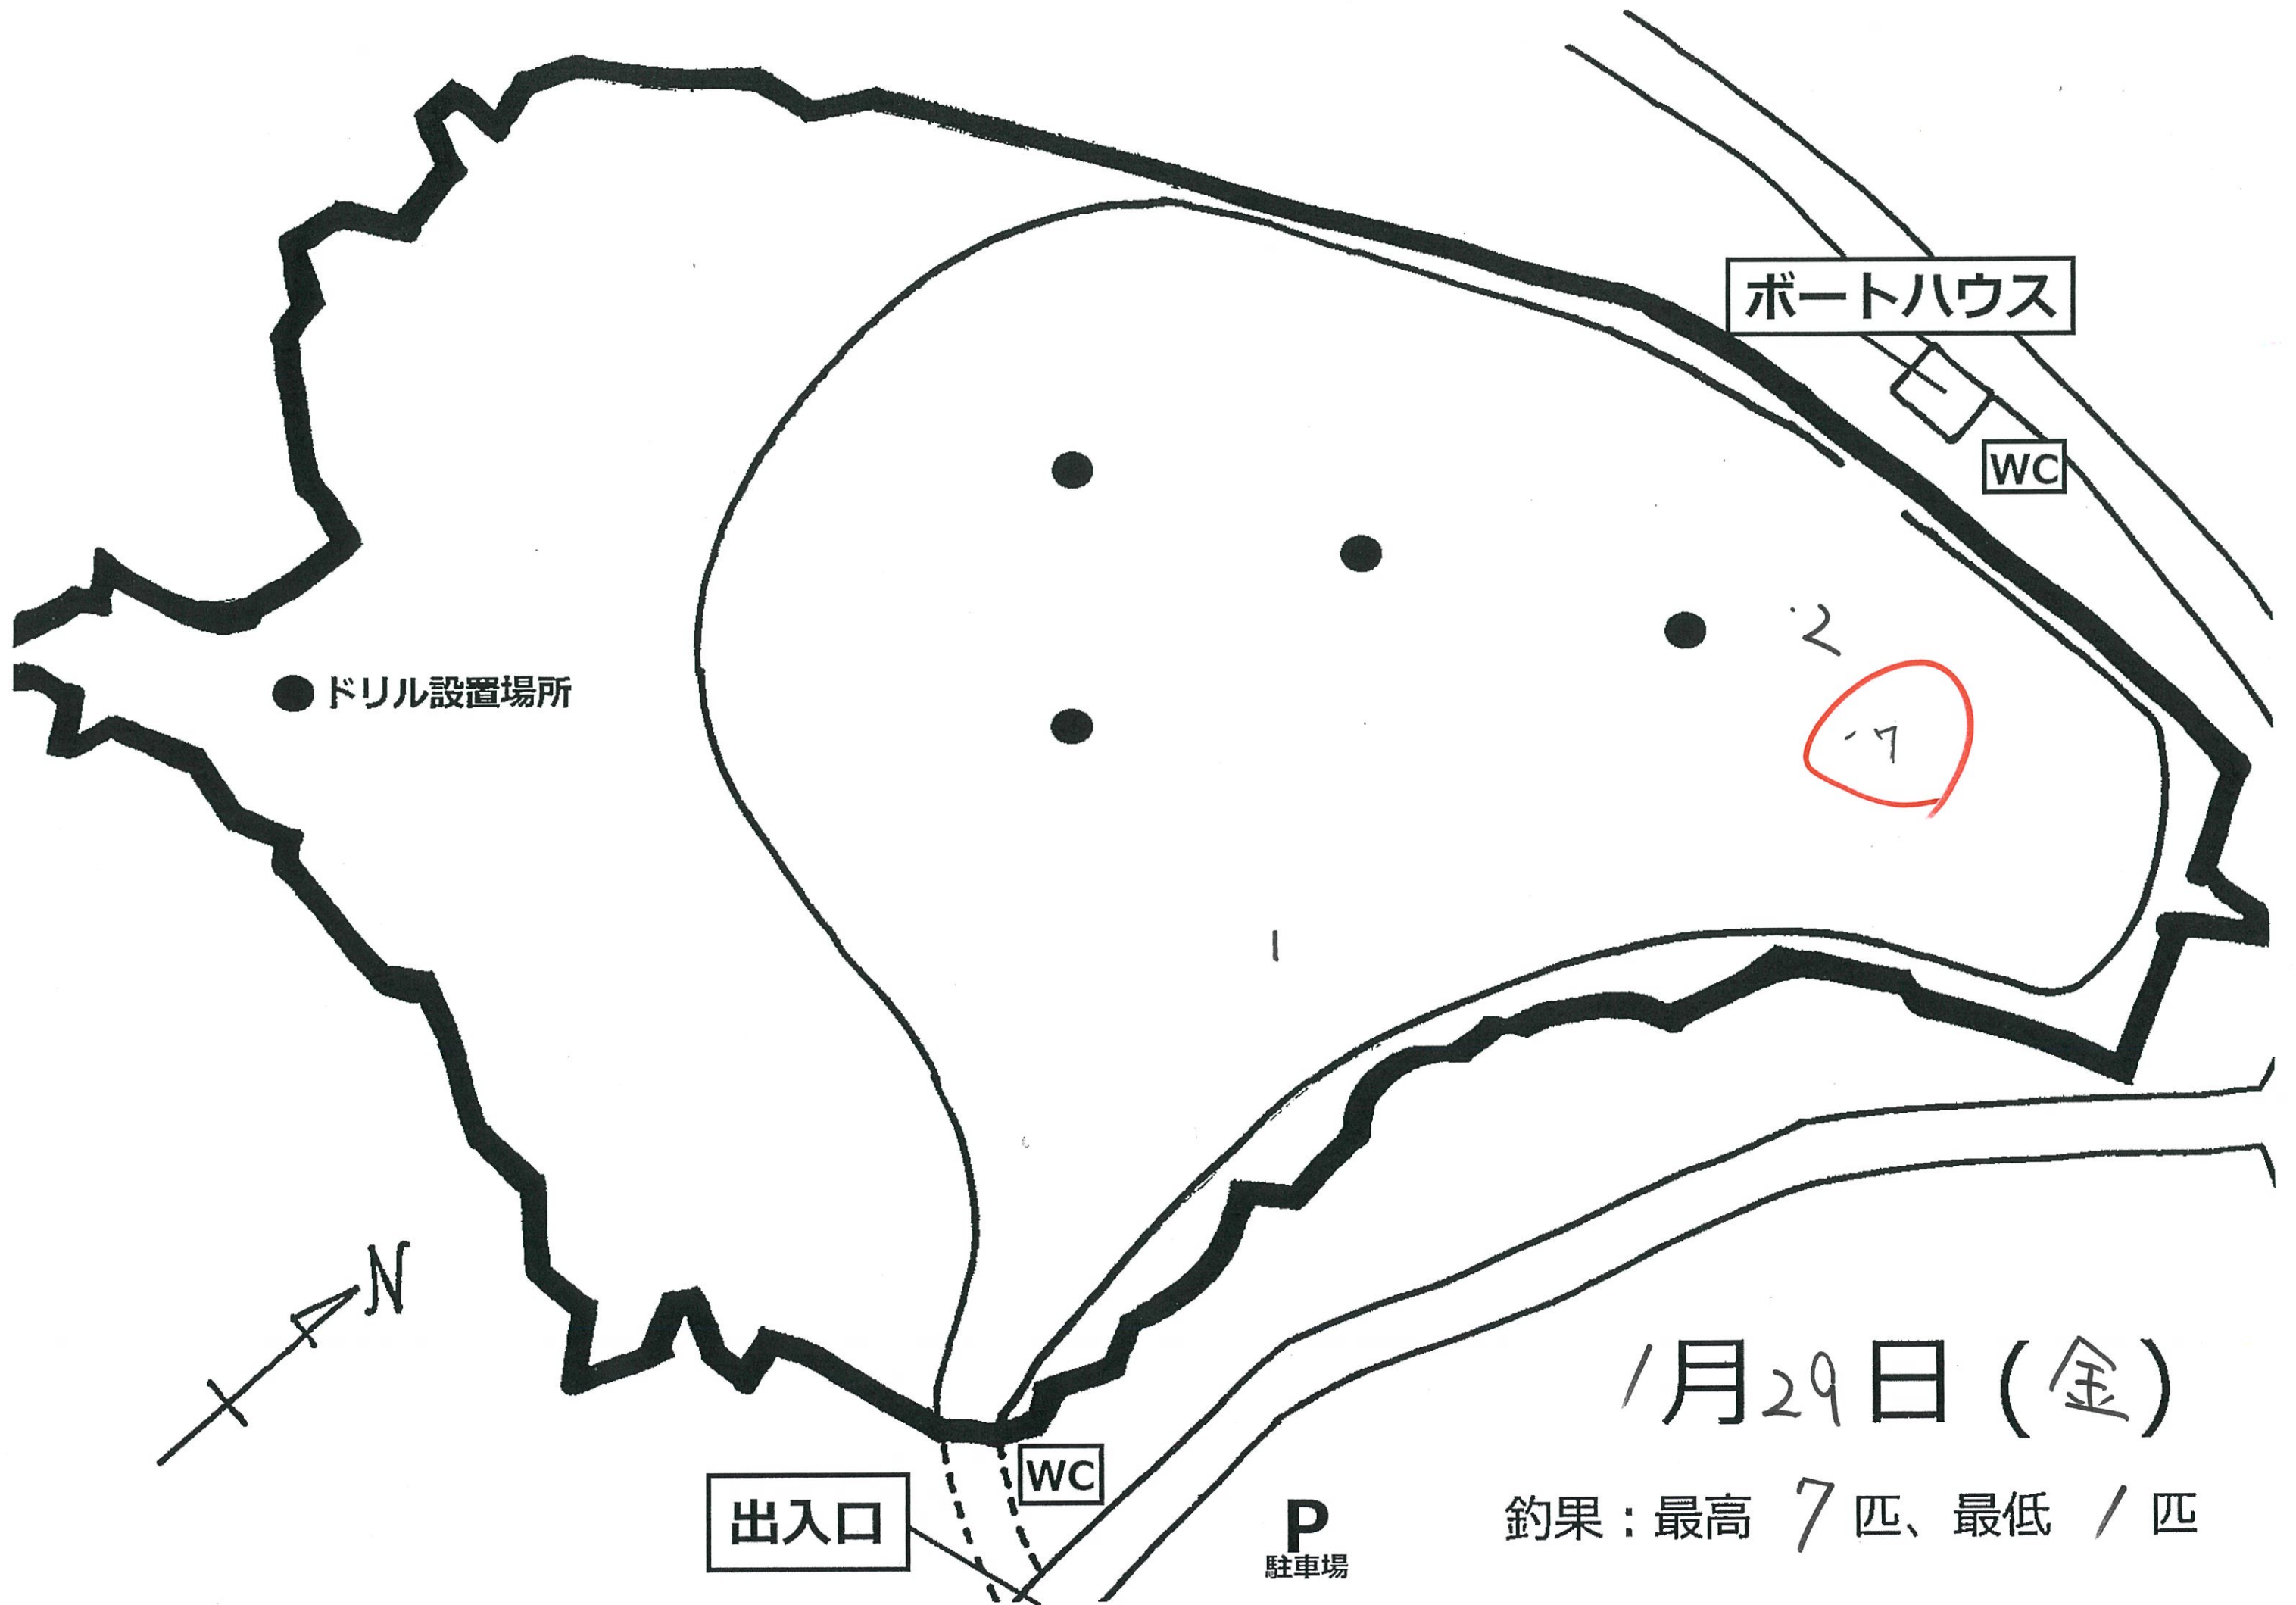 ボートハウス
WC
・2
●ドリル設置場所
・7
1
N
1月29日(金)
WC
出入口
P
駐車場
釣果:最高 7 匹、最低 1 匹